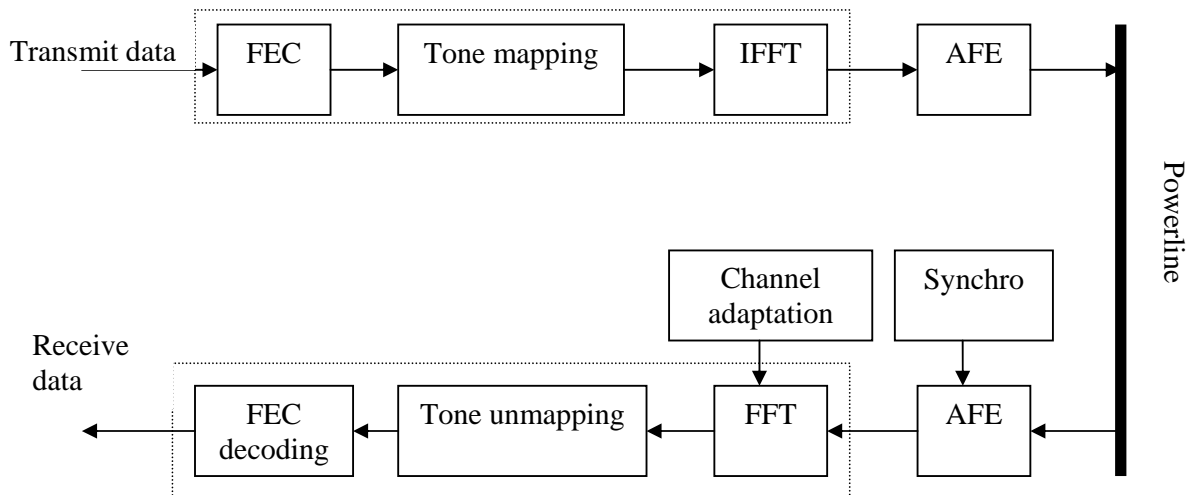 Transmit data
FEC
Tone mapping
IFFT
AFE
Powerline
Channel
adaptation
Synchro
Receive
data
FEC
decoding
Tone unmapping
FFT
AFE